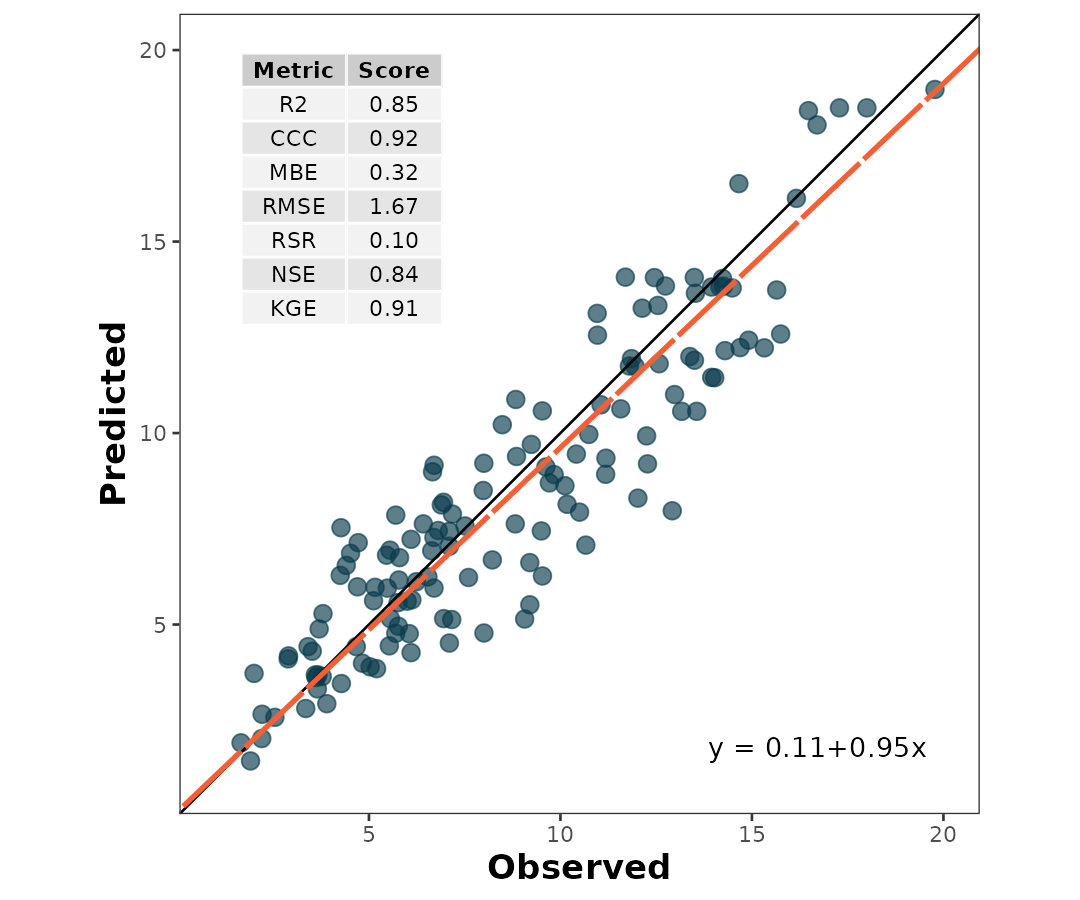 Metric Score
R2 0.85
CCC 0.92
MBE 0.32
RMSE 1.67
RSR 0.10
NSE 0.84
KGE 0.91
20
15
10
5
Predicted
y = 0.11+0.95x
5 10 15 20
Observed